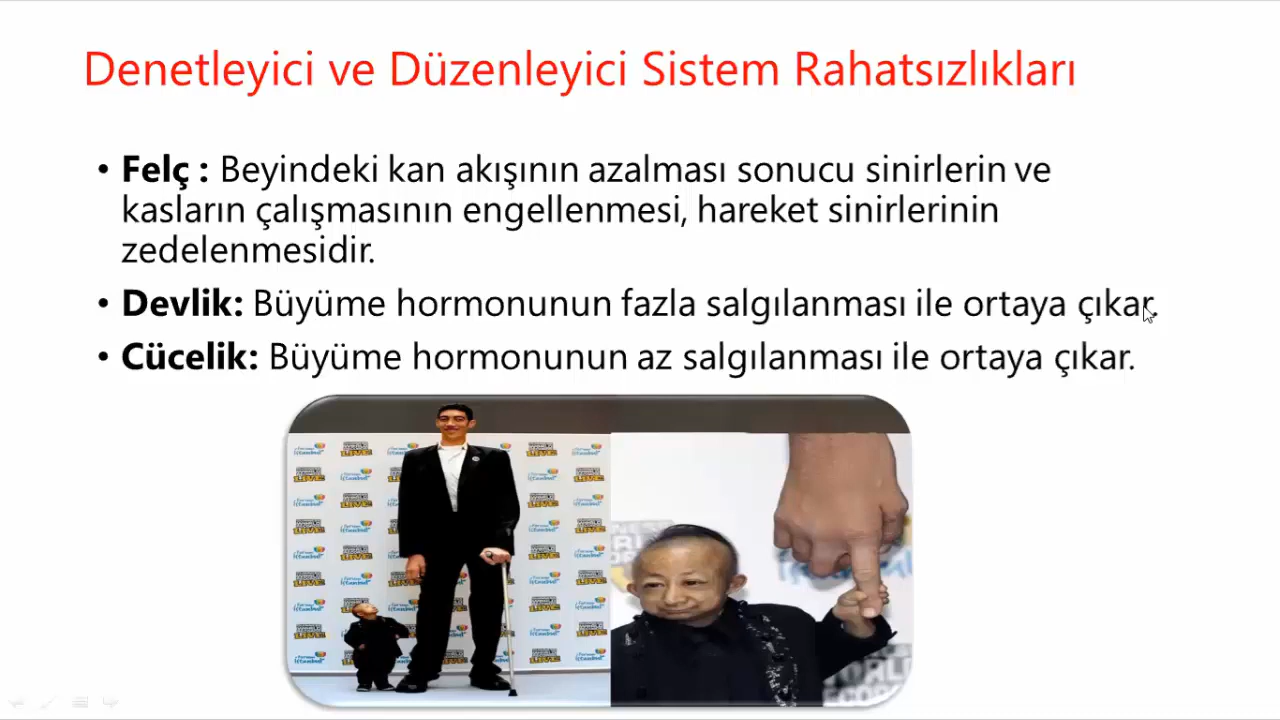 Denetleyici ve Düzenleyici Sistem Rahatsızlıkları
• Felç : Beyindeki kan akışının azalması sonucu sinirlerin ve
kasların çalışmasının engellenmesi, hareket sinirlerinin
zedelenmesidir.
• Devlik: Büyüme hormonunun fazla salgılanması ile ortaya çıkar.
• Cücelik: Büyüme hormonunun az salgılanması ile ortaya çıkar.